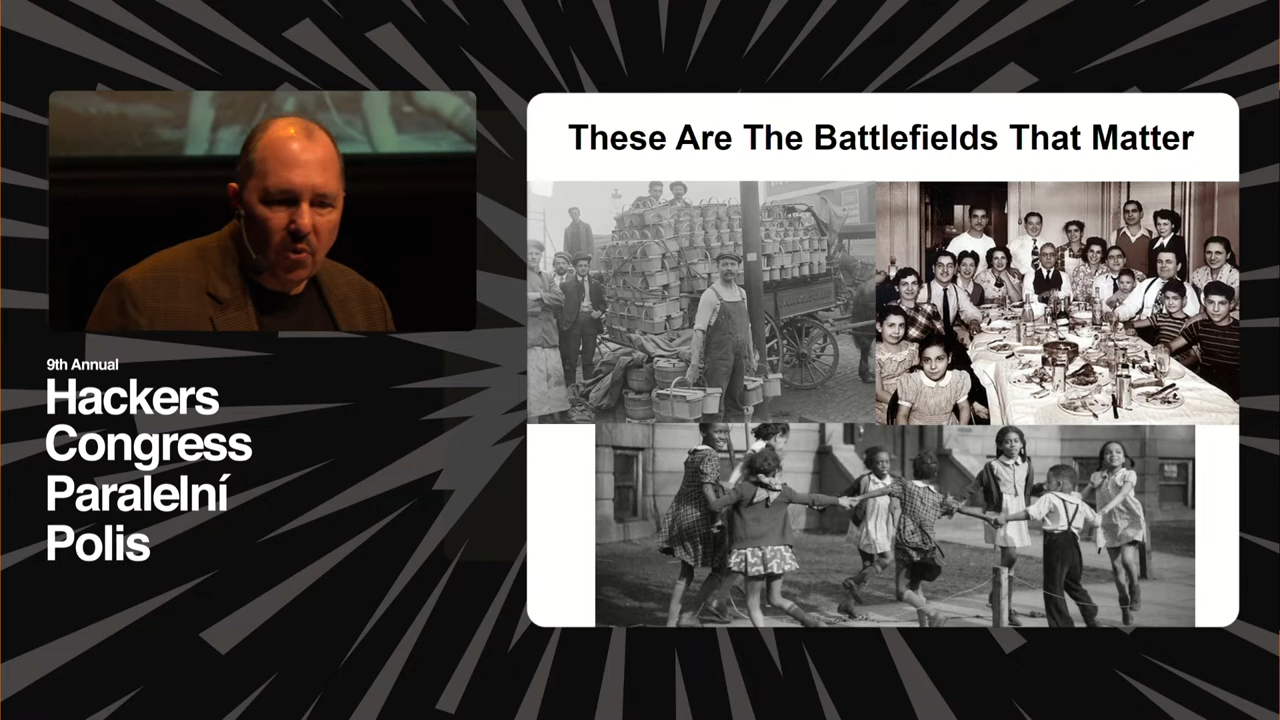 These Are The Battlefields That Matter
9th Annual
Hackers
Congress
Paralelní
Polis